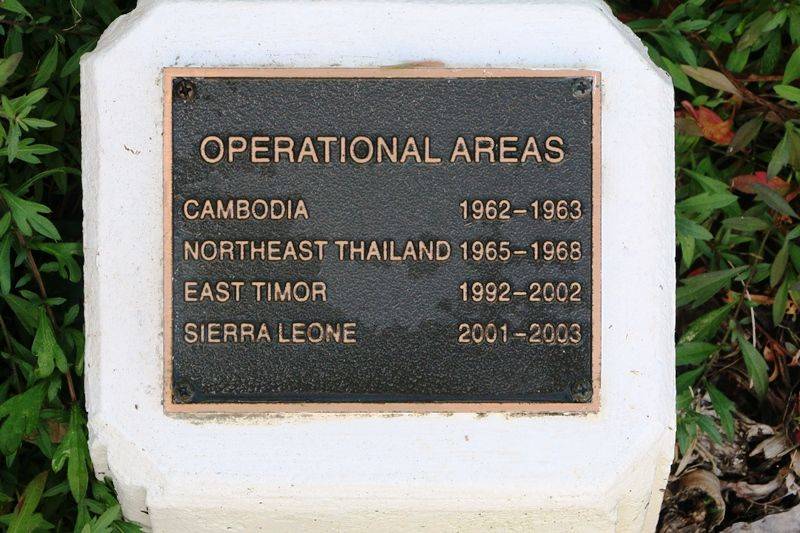 OPERATIONAL AREAS
CAMBODIA 1962–1963
NORTHEAST THAILAND 1965–1968
EAST TIMOR 1992–2002
SIERRA LEONE 2001–2003